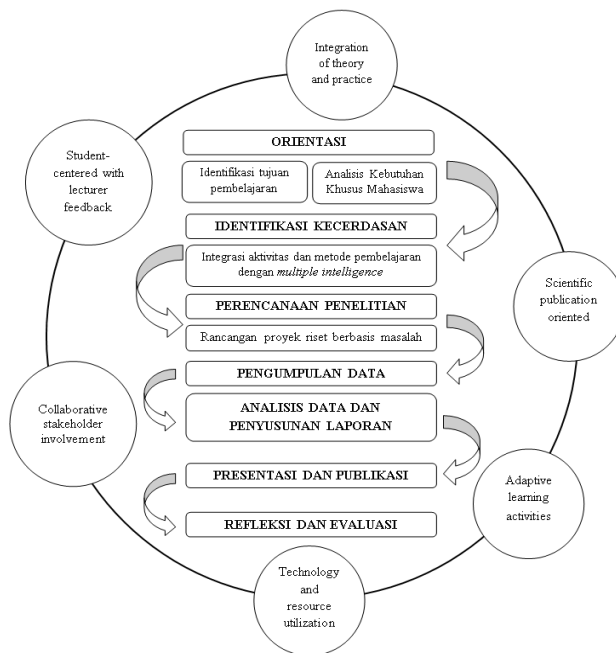 Integration
of theory
and practice
Student-
centered with
lecturer
feedback
ORIENTASI
Identifikasi tujuan
pembelajaran
Analisis Kebutuhan
Khusus Mahasiswa
IDENTIFIKASI KECERDASAN
Integrasi aktivitas dan metode pembelajaran
dengan multiple intelligence
Scientific
publication
oriented
PERENCANAAN PENELITIAN
Rancangan proyek riset berbasis masalah
PENGUMPULAN DATA
Collaborative
stakeholder
involvement
ANALISIS DATA DAN
PENYUSUNAN LAPORAN
PRESENTASI DAN PUBLIKASI
Adaptive
learning
activities
REFLEKSI DAN EVALUASI
Technology
and
resource
utilization